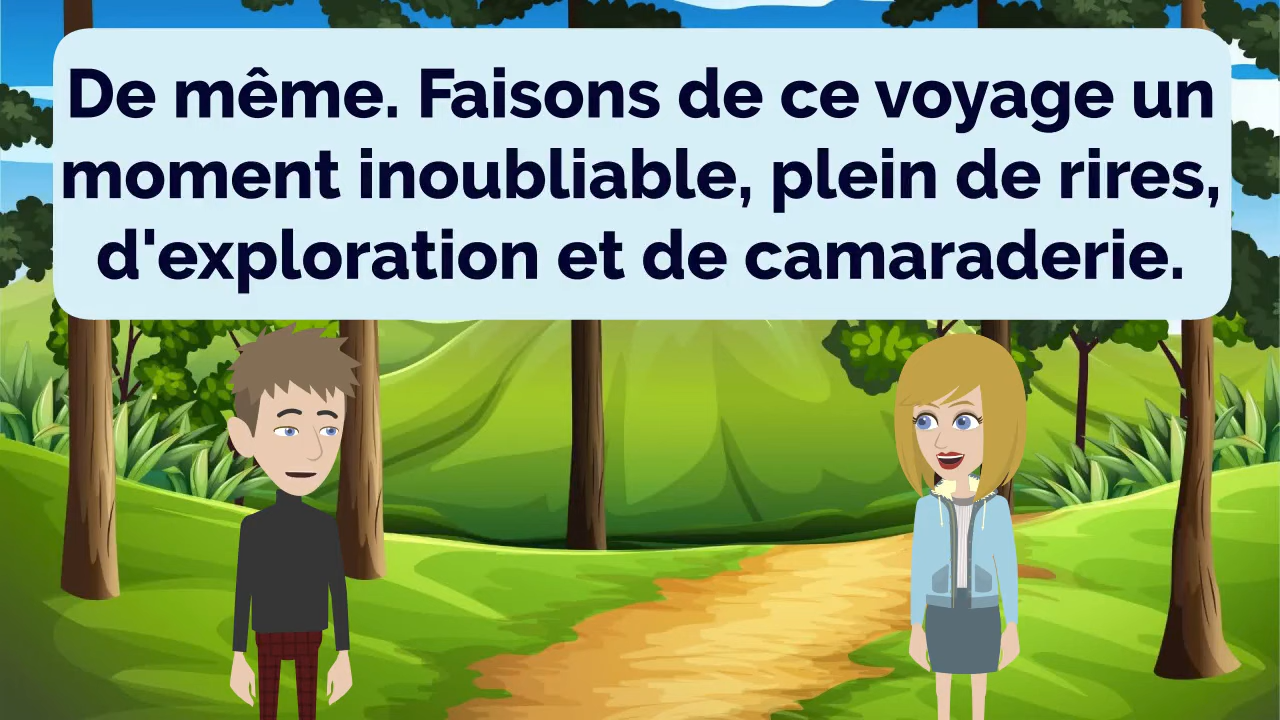 De même. Faisons de ce voyage un
moment inoubliable, plein de rires,
d'exploration et de camaraderie.